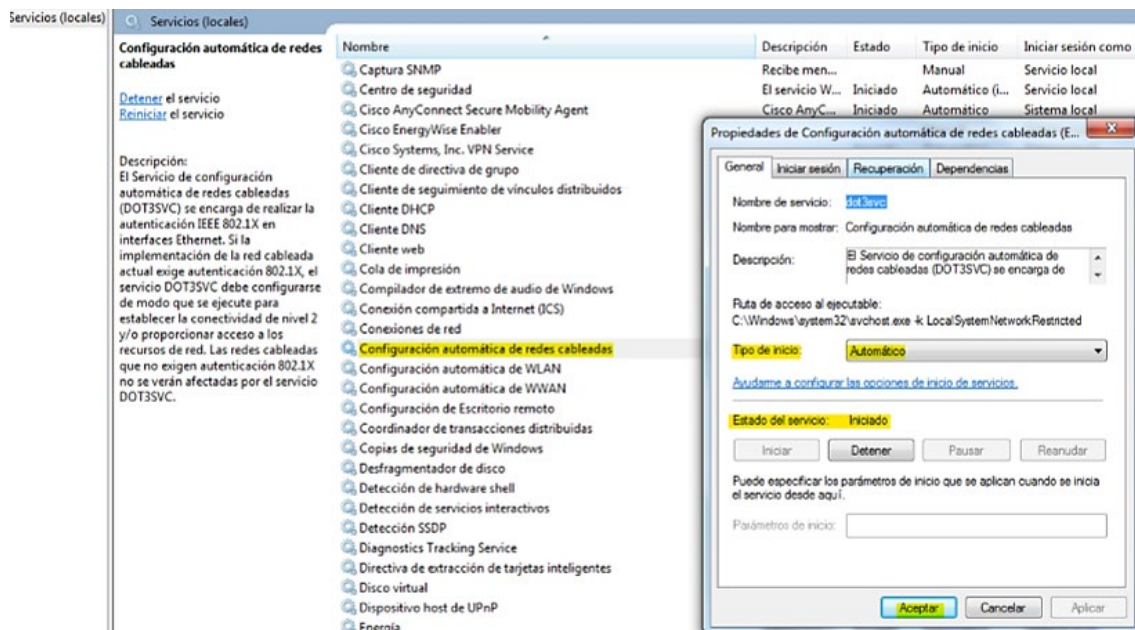 Servicios (locales)
Servicios (locales)
Configuración automática de redes cableadas
Detener el servicio
Reiniciar el servicio
Descripción:
El Servicio de configuración
automática de redes cableadas
(DOT3SVC) se encarga de realizar la
autenticación IEEE 802.1X en
interfaces Ethernet. Si la
implementación de la red cableada
actual exige autenticación 802.1X, el
servicio DOT3SVC debe configurarse
de modo que se ejecute para
establecer la conectividad de nivel 2
y/o proporcionar acceso a los
recursos de red. Las redes cableadas
que no exigen autenticación 802.1X
no se verán afectadas por el servicio
DOT3SVC.
Nombre Descripción Estado Tipo de inicio Iniciar sesión como
Captura SNMP Recibe men... Manual Servicio local
Centro de seguridad El servicio W... Iniciado Automático (i... Servicio local
Cisco AnyConnect Secure Mobility Agent Cisco AnyC... Iniciado Automático Sistema local
Cisco EnergyWise Enabler
Cisco Systems, Inc. VPN Service
Cliente de directiva de grupo
Cliente de seguimiento de vínculos distribuidos
Cliente DHCP
Cliente DNS
Cliente web
Cola de impresión
Compilador de extremo de audio de Windows
Conexión compartida a Internet (ICS)
Conexiones de red
Configuración automática de redes cableadas
Configuración automática de WLAN
Configuración automática de WWAN
Configuración de Escritorio remoto
Coordinador de transacciones distribuidas
Copias de seguridad de Windows
Desfragmentador de disco
Detección de hardware shell
Detección de servicios interactivos
Detección SSDP
Diagnostics Tracking Service
Directiva de extracción de tarjetas inteligentes
Disco virtual
Dispositivo host de UPnP
Energía
Propiedades de Configuración automática de redes cableadas (E...
General Iniciar sesión Recuperación Dependencias
Nombre de servicio: dot3svc
Nombre para mostrar: Configuración automática de redes cableadas
Descripción: El Servicio de configuración automática de
redes cableadas (DOT3SVC) se encarga de
Ruta de acceso al ejecutable:
C:\Windows\system32\svchost.exe -k LocalSystemNetworkRestricted
Tipo de inicio: Automático
Ayudarme a configurar las opciones de inicio de servicios.
Estado del servicio: Iniciado
Iniciar Detener Pausar Reanudar
Puede especificar los parámetros de inicio que se aplican cuando se inicia
el servicio desde aquí.
Parámetros de inicio:
Aceptar Cancelar Aplicar